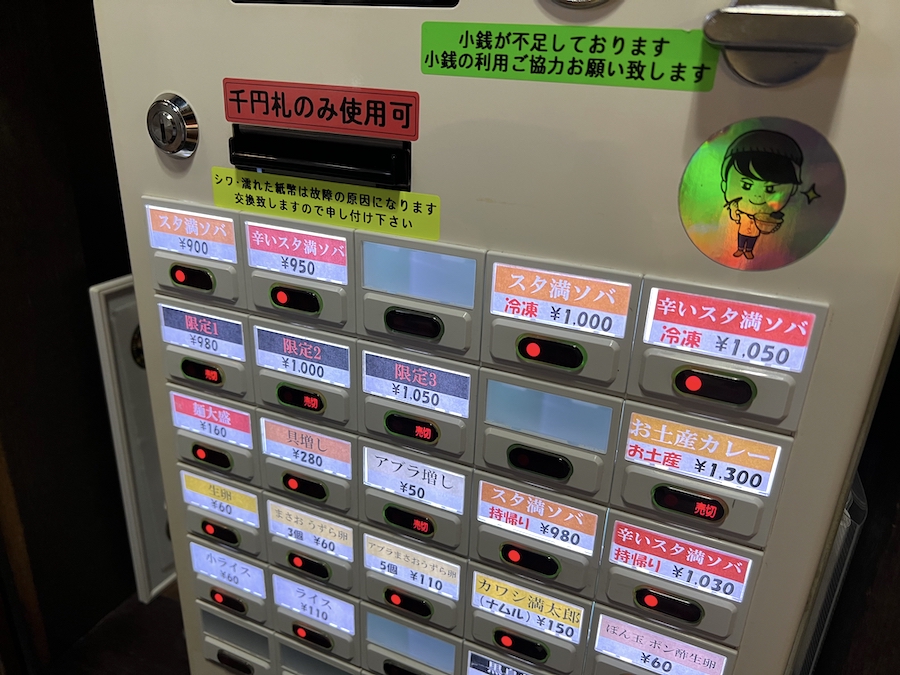 小銭が不足しております
小銭の利用ご協力お願い致します
千円札のみ使用可
シワ・濡れた紙幣は故障の原因になります
交換致しますので申し付け下さい
スタ満ソバ
¥900
辛いスタ満ソバ
¥950
スタ満ソバ
冷凍 ¥1.000
辛いスタ満ソバ
冷凍 ¥1.050
限定1
¥980
売切
限定2
¥1.000
売切
限定3
¥1.050
売切
お土産カレー
お土産 ¥1.300
売切
麺大盛
¥160
具増し
¥280
アブラ増し
¥50
売切
スタ満ソバ
持帰り ¥980
辛いスタ満ソバ
持帰り ¥1.030
生卵
¥60
まさおうずら卵
3個 ¥60
アブラまさおうずら卵
5個 ¥110
カワシ満太郎
(ナムル) ¥150
ぽん玉 ポン酢生卵
¥60
小ライス
¥60
ライス
¥110